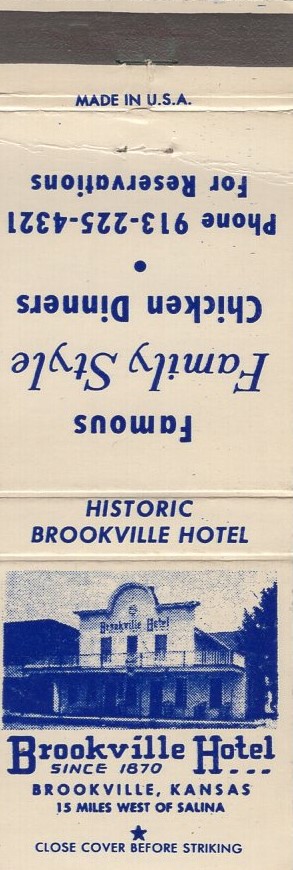 MADE IN U.S.A.
Famous
Family Style
Chicken Dinners
•
Phone 913-225-4321
For Reservations
HISTORIC
BROOKVILLE HOTEL
Brookville Hotel
Brookville Hotel...
SINCE 1870
BROOKVILLE, KANSAS
15 MILES WEST OF SALINA
★
CLOSE COVER BEFORE STRIKING